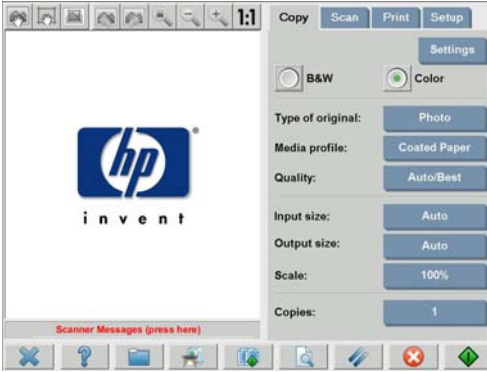 1:1
Copy Scan Print Setup
Settings
B&W Color
Type of original: Photo
Media profile: Coated Paper
Quality: Auto/Best
Input size: Auto
Output size: Auto
Scale: 100%
Copies: 1
hp
invent
Scanner Messages (press here)
?